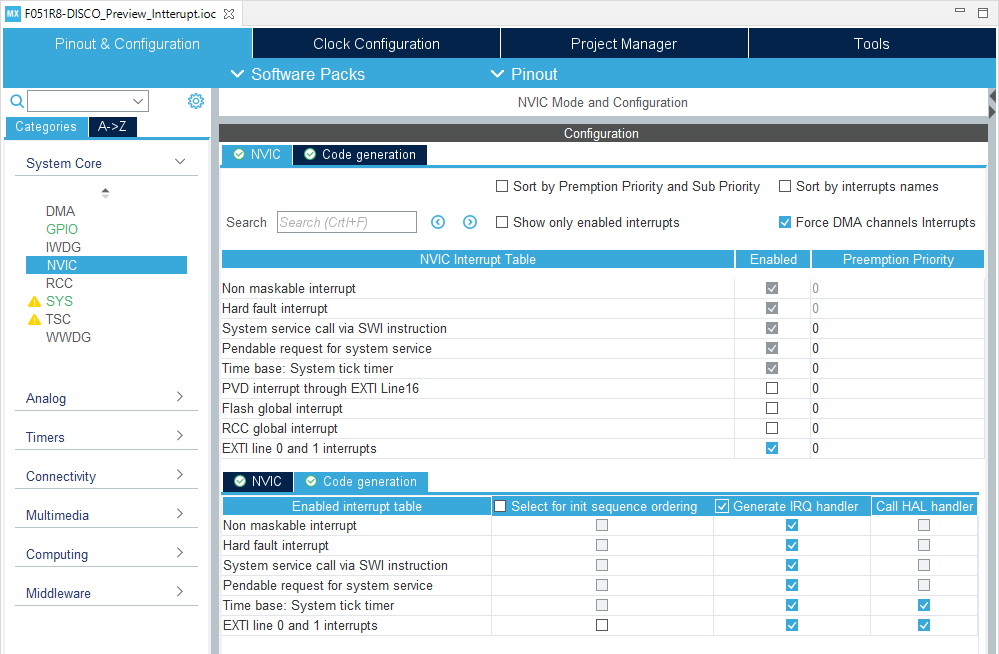 MX F051R8-DISCO_Preview_Intterupt.ioc
Pinout & Configuration Clock Configuration Project Manager Tools
Software Packs Pinout
NVIC Mode and Configuration
Categories A->Z
Configuration
NVIC Code generation
System Core
Sort by Premption Priority and Sub Priority Sort by interrupts names
Search Search (CrtI+F) Show only enabled interrupts Force DMA channels Interrupts
DMA
GPIO
IWDG
NVIC
RCC
SYS
TSC
WWDG
Analog
Timers
Connectivity
Multimedia
Computing
Middleware
NVIC Interrupt Table Enabled Preemption Priority
Non maskable interrupt 0
Hard fault interrupt 0
System service call via SWI instruction 0
Pendable request for system service 0
Time base: System tick timer 0
PVD interrupt through EXTI Line16 0
Flash global interrupt 0
RCC global interrupt 0
EXTI line 0 and 1 interrupts 0
NVIC Code generation
Enabled interrupt table Select for init sequence ordering Generate IRQ handler Call HAL handler
Non maskable interrupt
Hard fault interrupt
System service call via SWI instruction
Pendable request for system service
Time base: System tick timer
EXTI line 0 and 1 interrupts